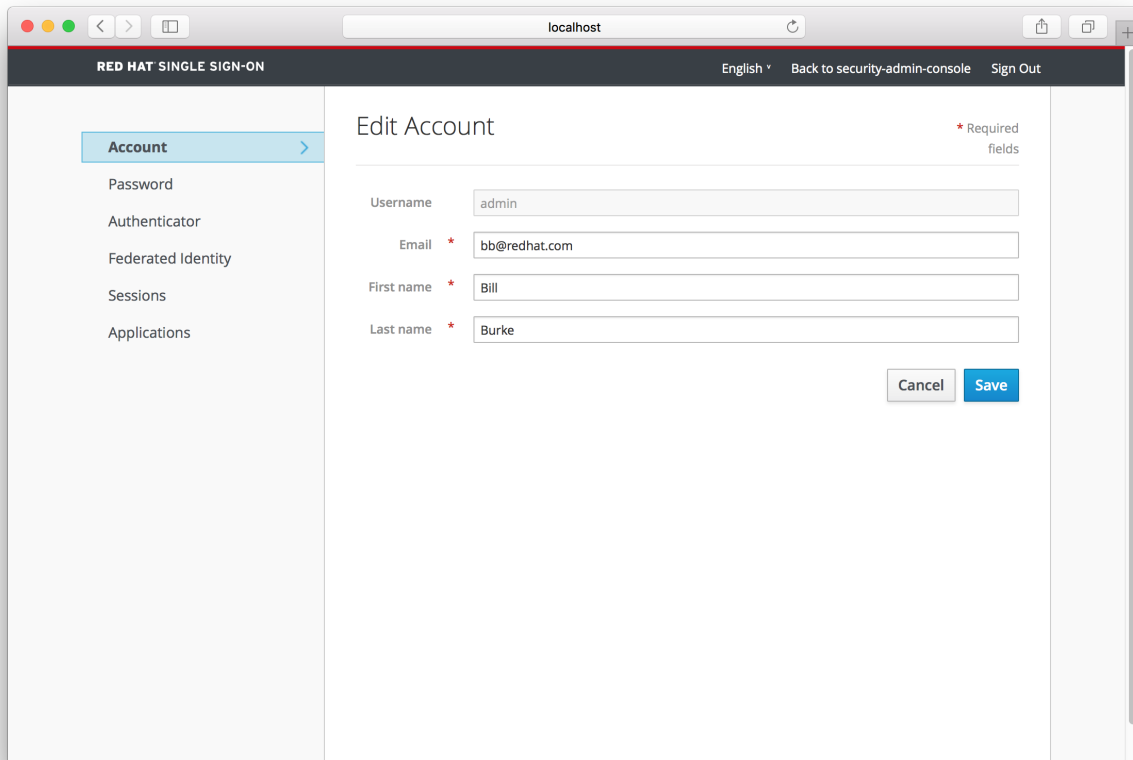 localhost
RED HAT SINGLE SIGN-ON
English Back to security-admin-console Sign Out
Account
Password
Authenticator
Federated Identity
Sessions
Applications
Edit Account
* Required
fields
Username admin
Email * bb@redhat.com
First name * Bill
Last name * Burke
Cancel Save